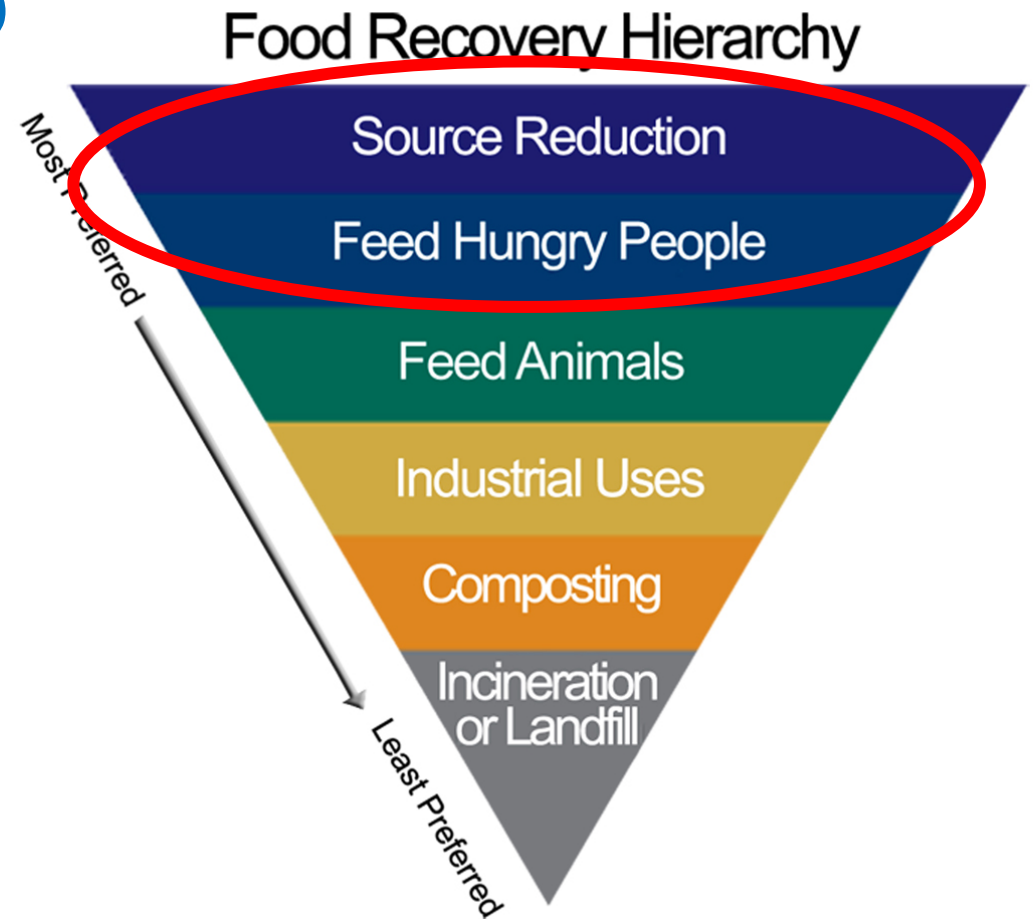 Food Recovery Hierarchy
Most Preferred
Source Reduction
Feed Hungry People
Feed Animals
Industrial Uses
Composting
Incineration
or Landfill
Least Preferred